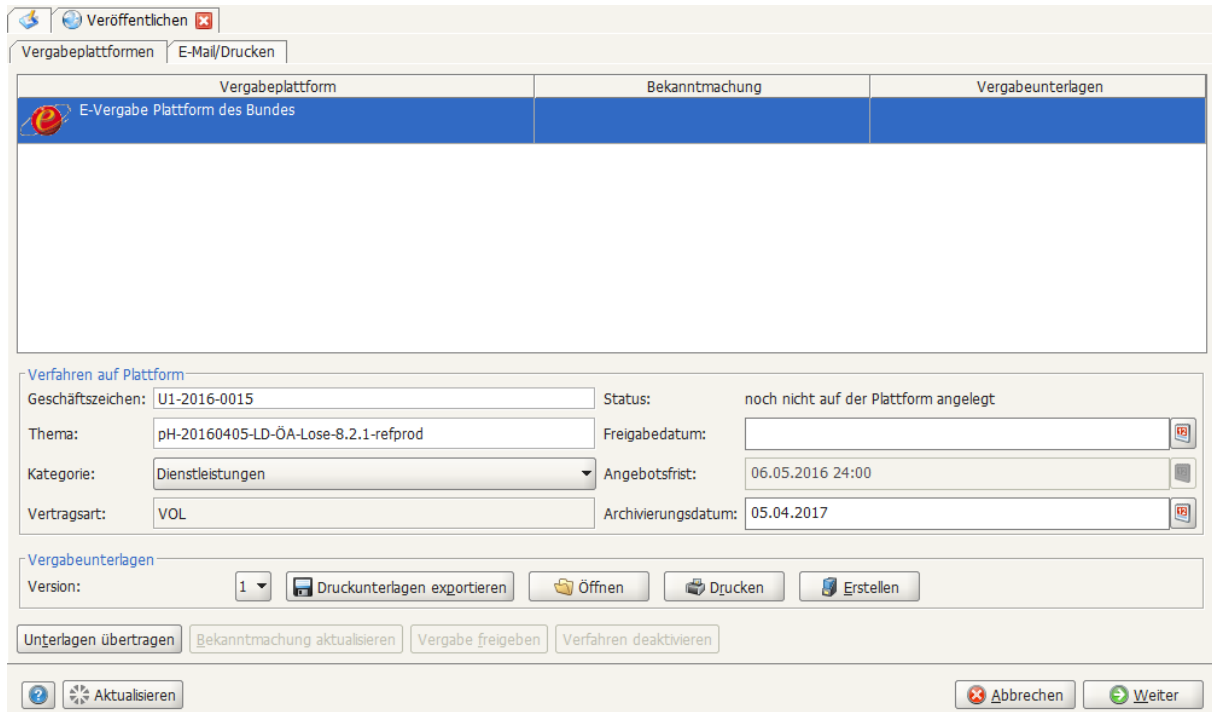 Veröffentlichen
Vergabeplattformen E-Mail/Drucken
Vergabeplattform Bekanntmachung Vergabeunterlagen
E-Vergabe Plattform des Bundes
Verfahren auf Plattform
Geschäftszeichen: U1-2016-0015 Status: noch nicht auf der Plattform angelegt
Thema: pH-20160405-LD-ÖA-Lose-8.2.1-refprod Freigabedatum:
Kategorie: Dienstleistungen Angebotsfrist: 06.05.2016 24:00
Vertragsart: VOL Archivierungsdatum: 05.04.2017
Vergabeunterlagen
Version: 1 Druckunterlagen exportieren Öffnen Drucken Erstellen
Unterlagen übertragen Bekanntmachung aktualisieren Vergabe freigeben Verfahren deaktivieren
Aktualisieren Abbrechen Weiter